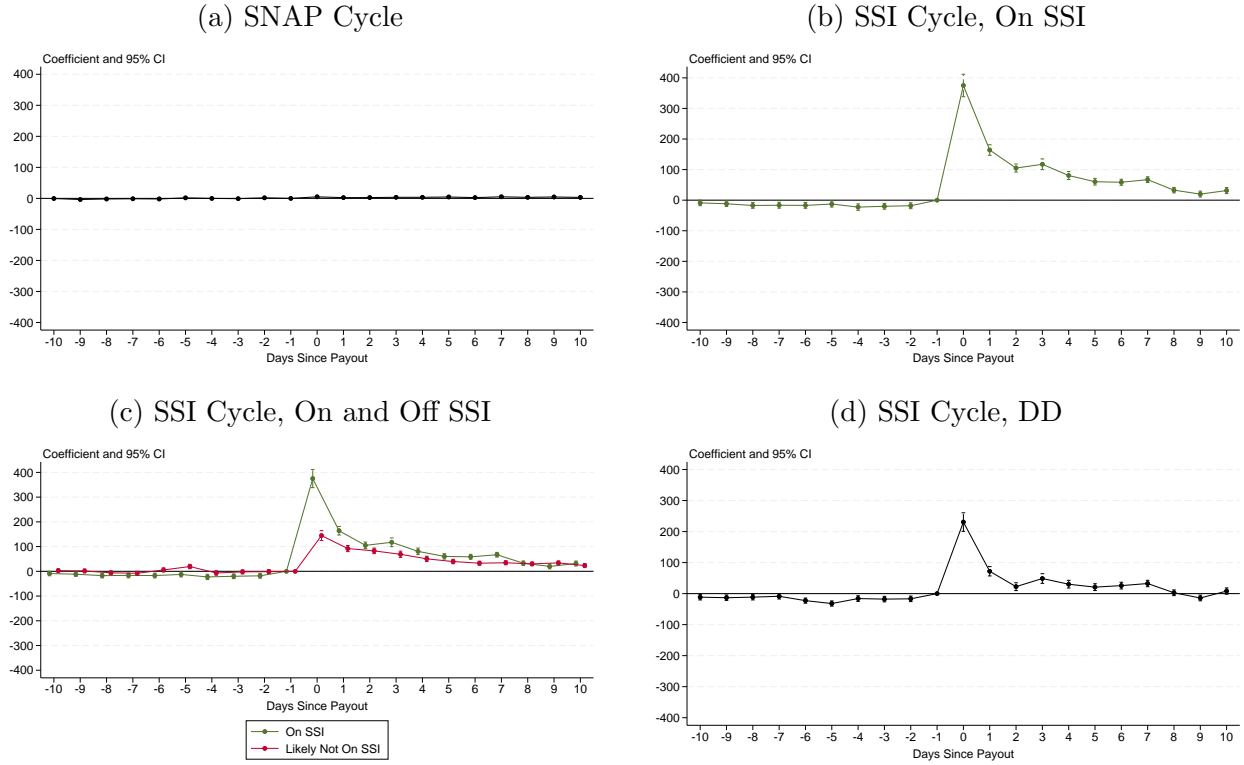 (a) SNAP Cycle
Coefficient and 95% CI
400
300
200
100
0
-100
-200
-300
-400
-10 -9 -8 -7 -6 -5 -4 -3 -2 -1 0 1 2 3 4 5 6 7 8 9 10
Days Since Payout
(b) SSI Cycle, On SSI
Coefficient and 95% CI
400
300
200
100
0
-100
-200
-300
-400
-10 -9 -8 -7 -6 -5 -4 -3 -2 -1 0 1 2 3 4 5 6 7 8 9 10
Days Since Payout
(c) SSI Cycle, On and Off SSI
Coefficient and 95% CI
400
300
200
100
0
-100
-200
-300
-400
-10 -9 -8 -7 -6 -5 -4 -3 -2 -1 0 1 2 3 4 5 6 7 8 9 10
Days Since Payout
On SSI
Likely Not On SSI
(d) SSI Cycle, DD
Coefficient and 95% CI
400
300
200
100
0
-100
-200
-300
-400
-10 -9 -8 -7 -6 -5 -4 -3 -2 -1 0 1 2 3 4 5 6 7 8 9 10
Days Since Payout